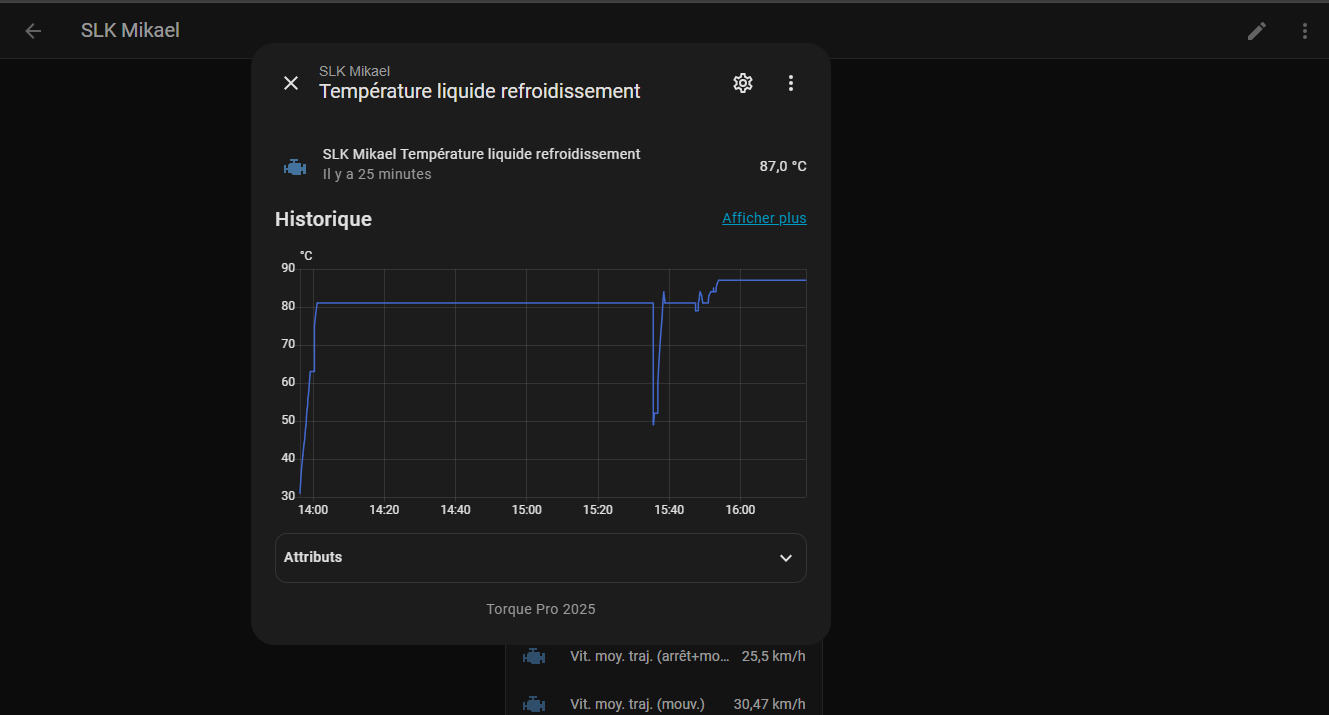 SLK Mikael
SLK Mikael
Température liquide refroidissement
SLK Mikael Température liquide refroidissement
Il y a 25 minutes
87,0 °C
Historique
Afficher plus
°C
90
80
70
60
50
40
30
14:00 14:20 14:40 15:00 15:20 15:40 16:00
Attributs
Torque Pro 2025
Vit. moy. traj. (arrêt+mo... 25,5 km/h
Vit. moy. traj. (mouv.) 30,47 km/h